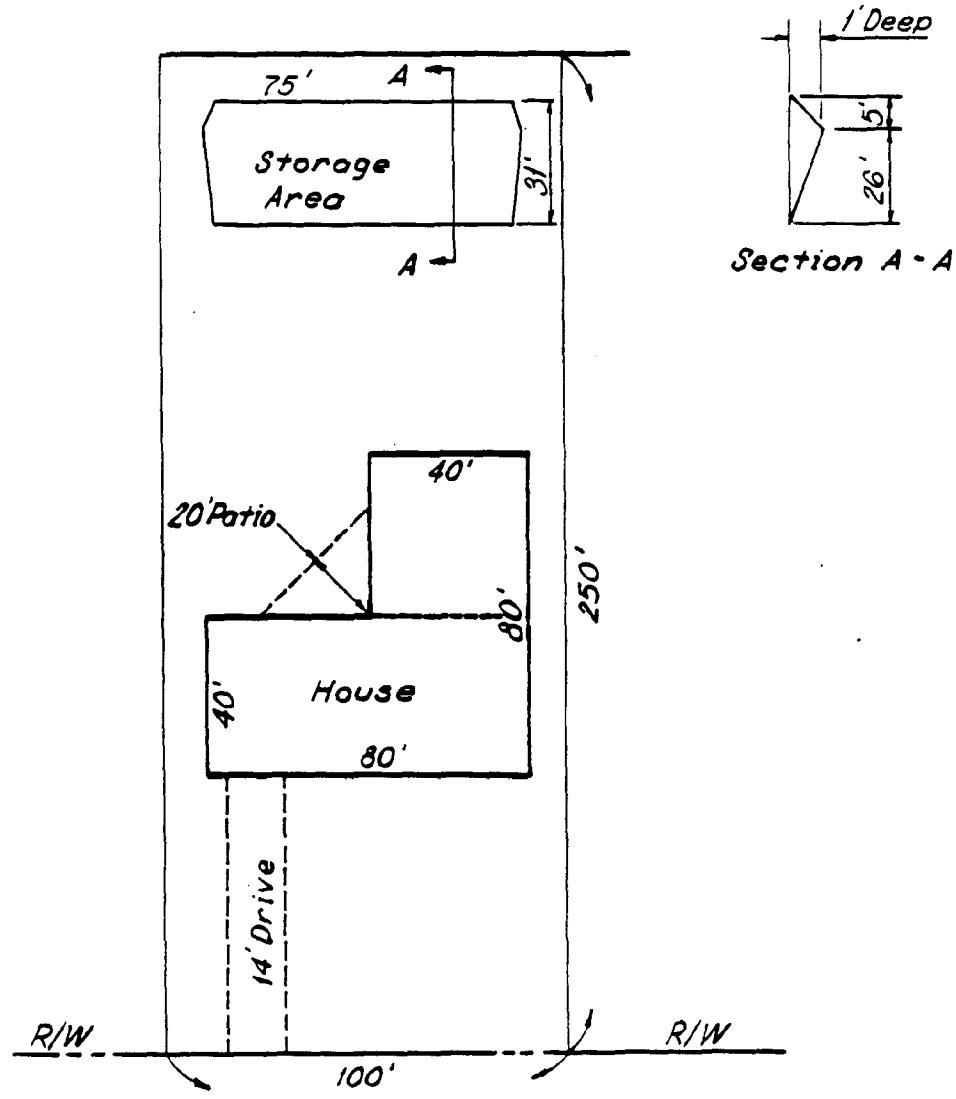 1' Deep
A
75'
5'
Storage
Area
31'
26'
A
Section A-A
40'
20' Patio
80'
250'
House
40'
80'
14' Drive
R/W
R/W
100'